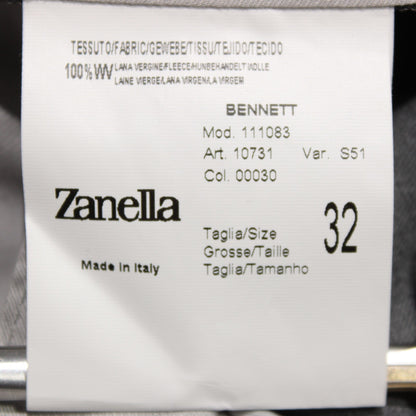 TESSUTO/FABRIC/GEWEBE/TISSU/TEJIDO/TECIDO
100% WV LANA VERGINE/FLEECE/UNBEHANDELT WOLLE
LAINE VIERGE/LANA VIRGEN/LA VIRGEM
BENNETT
Mod. 111083
Art. 10731 Var. S51
Col. 00030
Zanella
Made in Italy
Taglia/Size
Grosse/Taille
Taglia/Tamanho
32